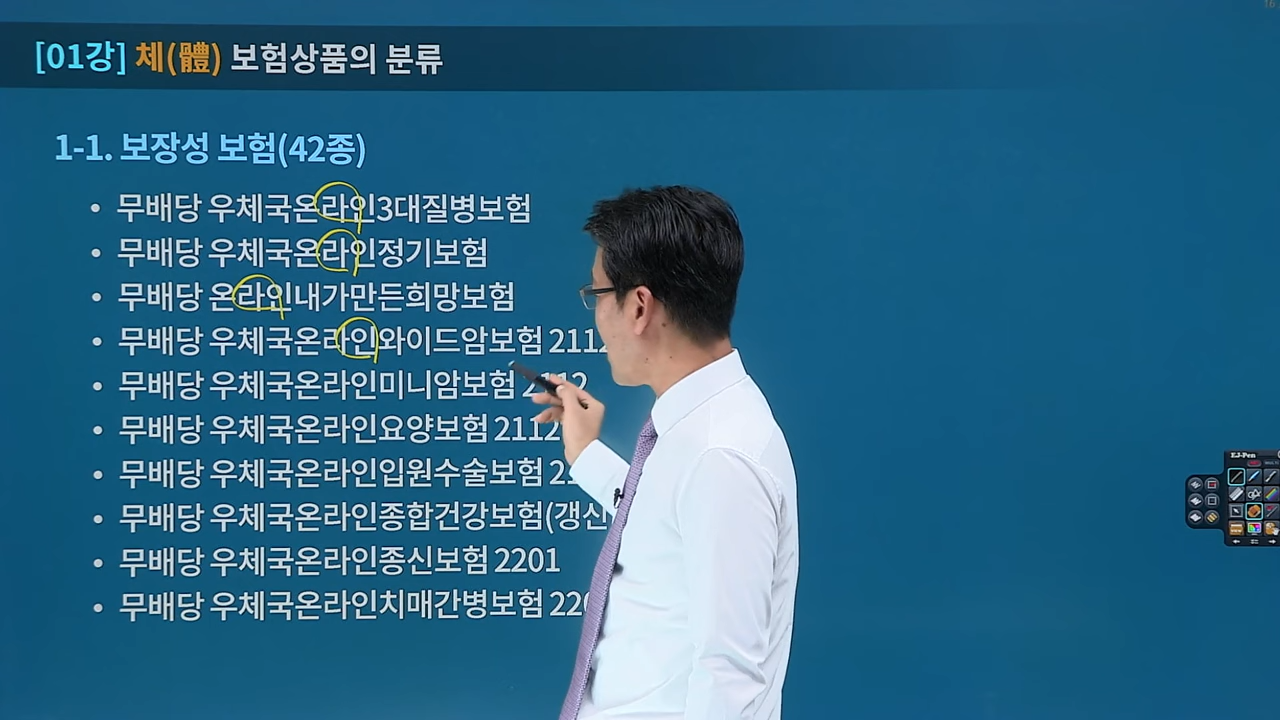 [01강] 체(體) 보험상품의 분류
1-1. 보장성 보험(42종)
• 무배당 우체국온라인3대질병보험
• 무배당 우체국온라인정기보험
• 무배당 온라인내가만든희망보험
• 무배당 우체국온라인와이드암보험 2112
• 무배당 우체국온라인미니암보험 2112
• 무배당 우체국온라인요양보험 2112
• 무배당 우체국온라인입원수술보험
• 무배당 우체국온라인종합건강보험(갱신
• 무배당 우체국온라인종신보험 2201
• 무배당 우체국온라인치매간병보험 220
EJ-Pen